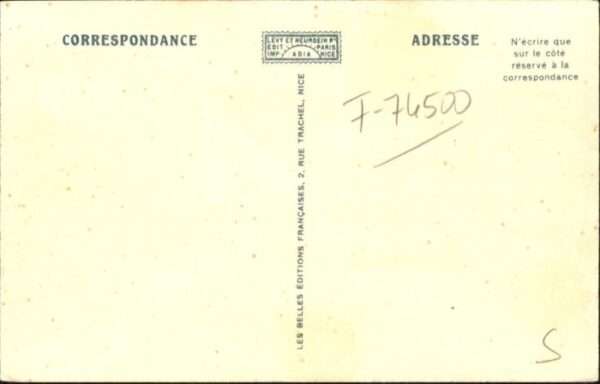 CORRESPONDANCE
LEVY ET NEURDEIN Rs
EDIT PARIS
IMP. ADIA NICE
ADRESSE
N'écrire que
sur le côté
réservé à la
correspondance
F-74500
LES BELLES EDITIONS FRANÇAISES, 2, RUE TRACHEL, NICE
S